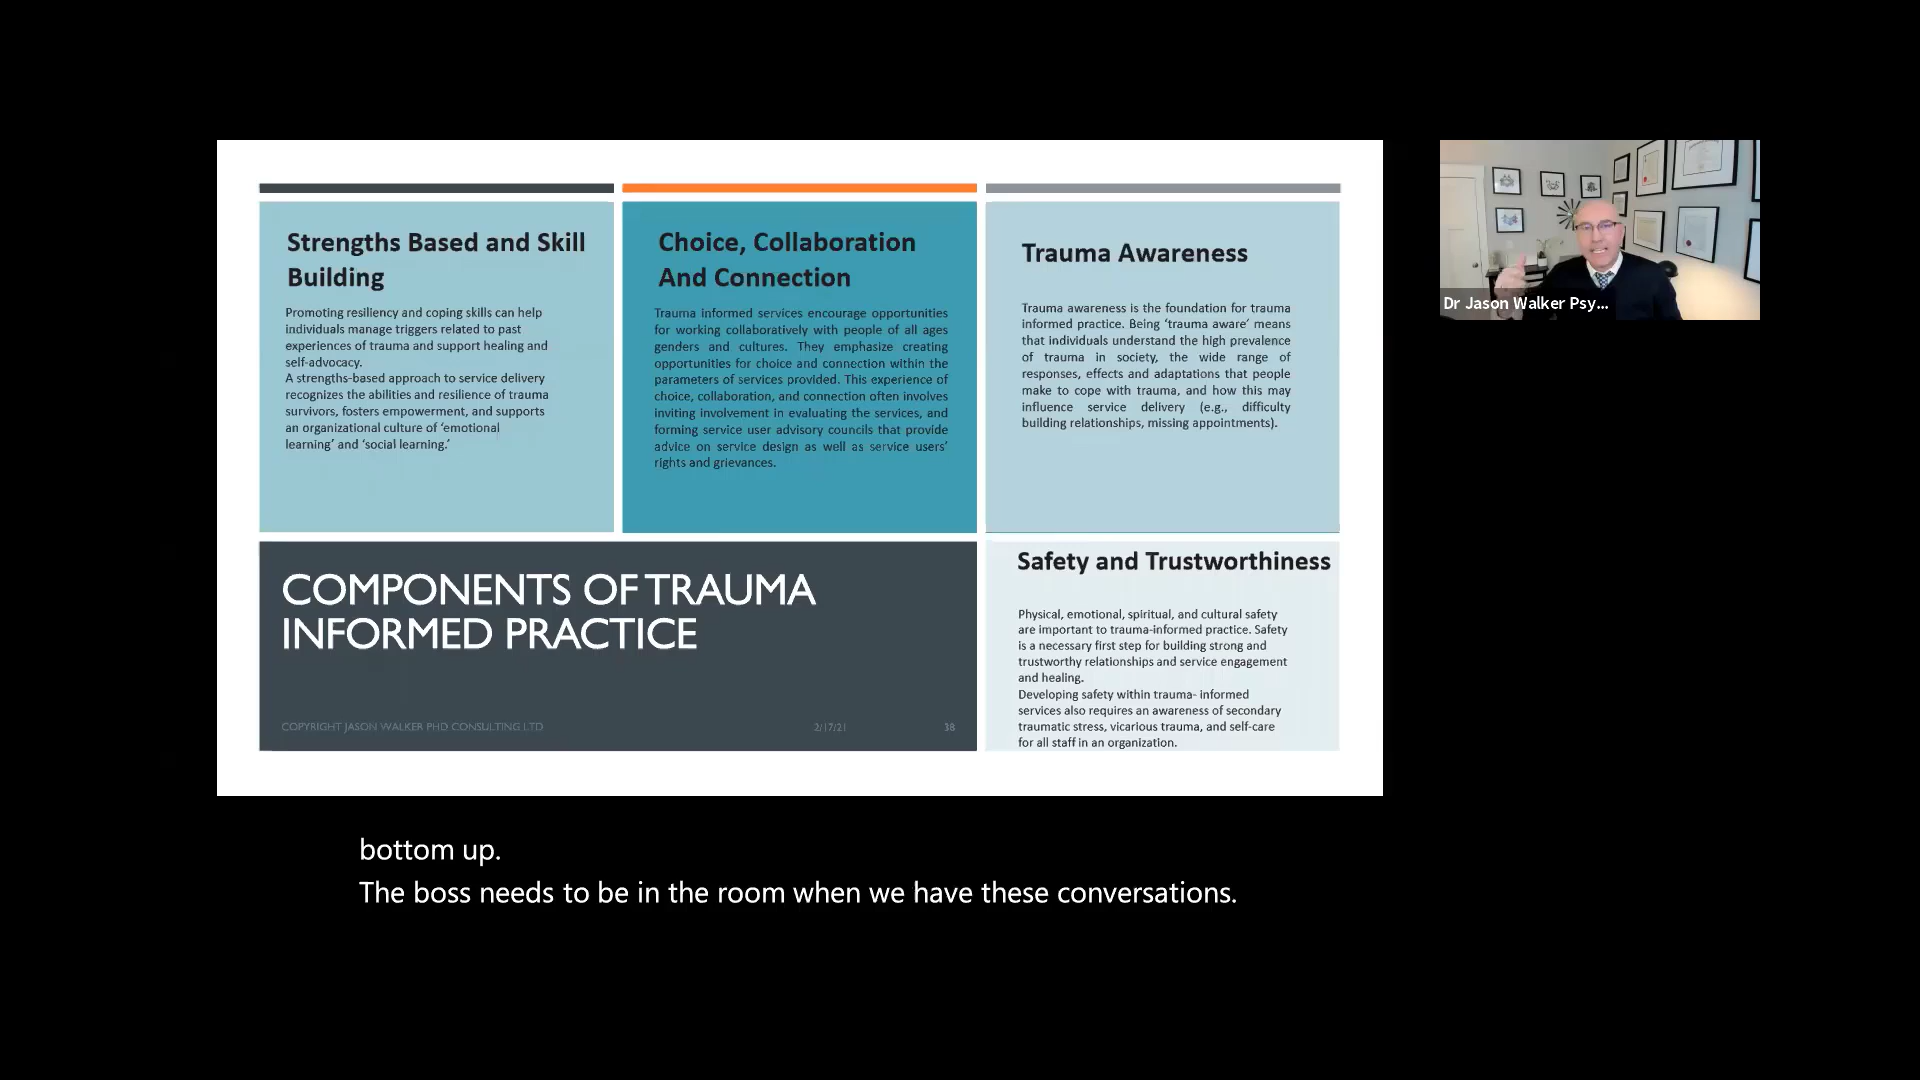 Strengths Based and Skill
Building
Promoting resiliency and coping skills can help
individuals manage triggers related to past
experiences of trauma and support healing and
self-advocacy.
A strengths-based approach to service delivery
recognizes the abilities and resilience of trauma
survivors, fosters empowerment, and supports
an organizational culture of ‘emotional
learning’ and ‘social learning.’
Choice, Collaboration
And Connection
Trauma informed services encourage opportunities
for working collaboratively with people of all ages
genders and cultures. They emphasize creating
opportunities for choice and connection within the
parameters of services provided. This experience of
choice, collaboration, and connection often involves
inviting involvement in evaluating the services, and
forming service user advisory councils that provide
advice on service design as well as service users’
rights and grievances.
Trauma Awareness
Trauma awareness is the foundation for trauma
informed practice. Being ‘trauma aware’ means
that individuals understand the high prevalence
of trauma in society, the wide range of
responses, effects and adaptations that people
make to cope with trauma, and how this may
influence service delivery (e.g., difficulty
building relationships, missing appointments).
Dr Jason Walker Psy...
COMPONENTS OF TRAUMA
INFORMED PRACTICE
COPYRIGHT JASON WALKER PHD CONSULTING LTD
2/17/21
38
Safety and Trustworthiness
Physical, emotional, spiritual, and cultural safety
are important to trauma-informed practice. Safety
is a necessary first step for building strong and
trustworthy relationships and service engagement
and healing.
Developing safety within trauma- informed
services also requires an awareness of secondary
traumatic stress, vicarious trauma, and self-care
for all staff in an organization.
bottom up.
The boss needs to be in the room when we have these conversations.